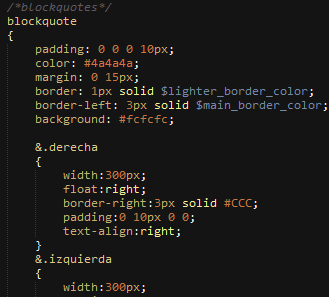 /*blockquotes*/
blockquote
{
    padding: 0 0 0 10px;
    color: #4a4a4a;
    margin: 0 15px;
    border: 1px solid $lighter_border_color;
    border-left: 3px solid $main_border_color;
    background: #fcfcfc;

    &.derecha
    {
        width:300px;
        float:right;
        border-right:3px solid #CCC;
        padding:0 10px 0 0;
        text-align:right;
    }
    &.izquierda
    {
        width:300px;